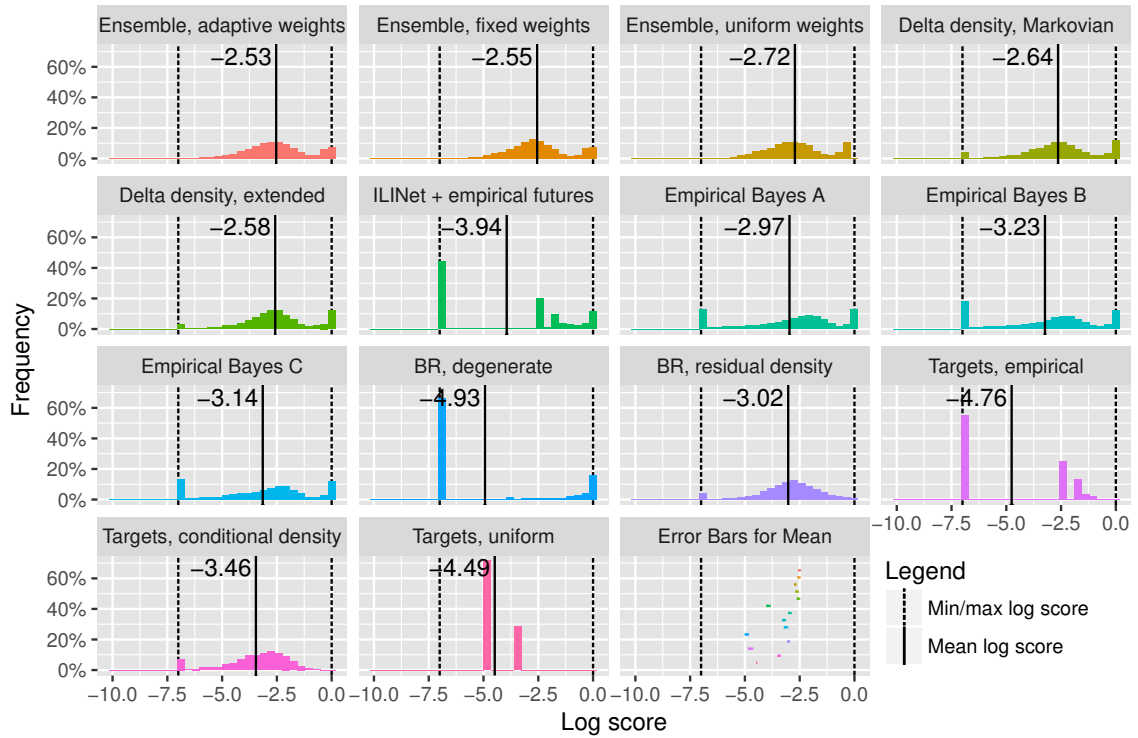 Ensemble, adaptive weights
Ensemble, fixed weights
Ensemble, uniform weights
Delta density, Markovian
60%
40%
20%
0%
−2.53
−2.55
−2.72
−2.64
Delta density, extended
ILINet + empirical futures
Empirical Bayes A
Empirical Bayes B
60%
40%
20%
0%
−2.58
−3.94
−2.97
−3.23
Frequency
Empirical Bayes C
BR, degenerate
BR, residual density
Targets, empirical
60%
40%
20%
0%
−3.14
−4.93
−3.02
−4.76
−10.0 −7.5 −5.0 −2.5 0.0
Targets, conditional density
Targets, uniform
Error Bars for Mean
60%
40%
20%
0%
−3.46
−4.49
−10.0 −7.5 −5.0 −2.5 0.0
−10.0 −7.5 −5.0 −2.5 0.0
−10.0 −7.5 −5.0 −2.5 0.0
Log score
Legend
Min/max log score
Mean log score